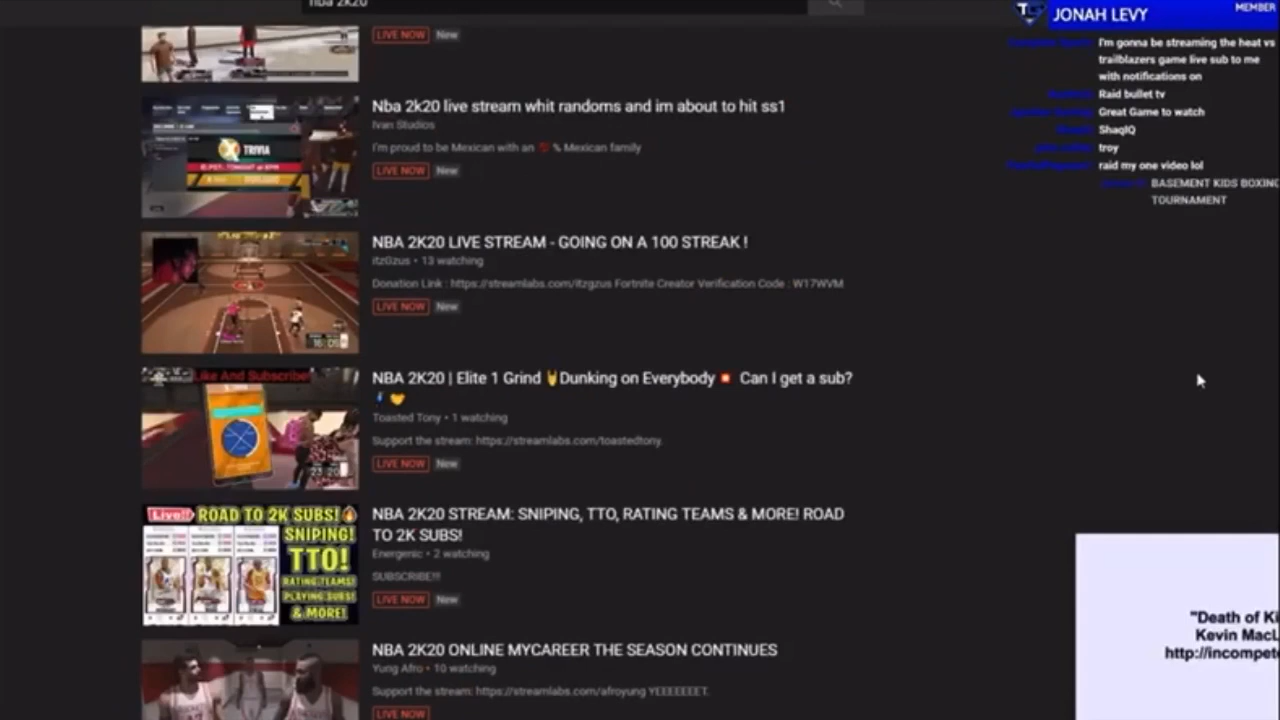 nba 2k20
MEMBER
JONAH LEVY
LIVE NOW New
I'm gonna be streaming the heat vs
trailblazers game live sub to me
with notifications on
Raid bullet tv
Great Game to watch
ShaqIQ
troy
raid my one video lol
BASEMENT KIDS BOXING
TOURNAMENT
Nba 2k20 live stream whit randoms and im about to hit ss1
Ivan Studios
I'm proud to be Mexican with an % Mexican family
LIVE NOW New
TRIVIA
NBA 2K20 LIVE STREAM - GOING ON A 100 STREAK !
itzGzus • 13 watching
Donation Link : https://streamlabs.com/itzgzus Fortnite Creator Verification Code : W17WVM
LIVE NOW New
Like And Subscribe!
NBA 2K20 | Elite 1 Grind 🤘Dunking on Everybody 💥 Can I get a sub?
Toasted Tony • 1 watching
Support the stream: https://streamlabs.com/toastedtony.
LIVE NOW New
Live!! ROAD TO 2K SUBS!🔥
SNIPING!
TTO!
RATING TEAMS!
PLAYING SUBS!
& MORE!
NBA 2K20 STREAM: SNIPING, TTO, RATING TEAMS & MORE! ROAD
TO 2K SUBS!
Energenic • 2 watching
SUBSCRIBE!!!
LIVE NOW New
NBA 2K20 ONLINE MYCAREER THE SEASON CONTINUES
Yung Afro • 10 watching
Support the stream: https://streamlabs.com/afroyung YEEEEEEET.
LIVE NOW
"Death of Ki
Kevin MacL
http://incompete